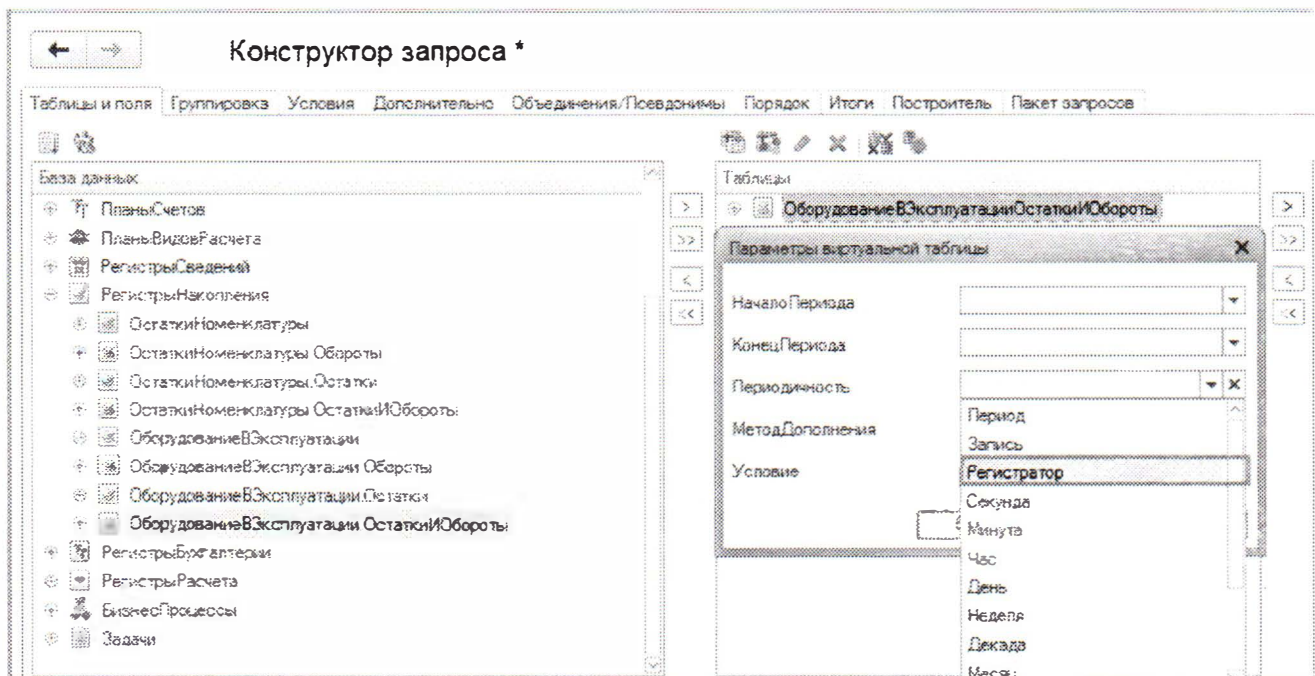 Конструктор запроса *
Таблицы и поля Группировка Условия Дополнительно Объединения/Псевдонимы Порядок Итоги Построитель Пакет запросов
База данных
ПланыСчетов
ПланыВидовРасчета
РегистрыСведений
РегистрыНакопления
ОстаткиНоменклатуры
ОстаткиНоменклатуры.Обороты
ОстаткиНоменклатуры.Остатки
ОстаткиНоменклатуры.ОстаткиИОбороты
ОборудованиеВЭксплуатации
ОборудованиеВЭксплуатации.Обороты
ОборудованиеВЭксплуатации.Остатки
ОборудованиеВЭксплуатации.ОстаткиИОбороты
РегистрыБухгалтерии
РегистрыРасчета
БизнесПроцессы
Задачи
> 
>>
<
<<
Таблицы
ОборудованиеВЭксплуатацииОстаткиИОбороты
Параметры виртуальной таблицы
НачалоПериода
КонецПериода
Периодичность
МетодДополнения
Условие
Период
Запись
Регистратор
Секунда
Минута
Час
День
Неделя
Декада
Месяц
>
>>
<
<<